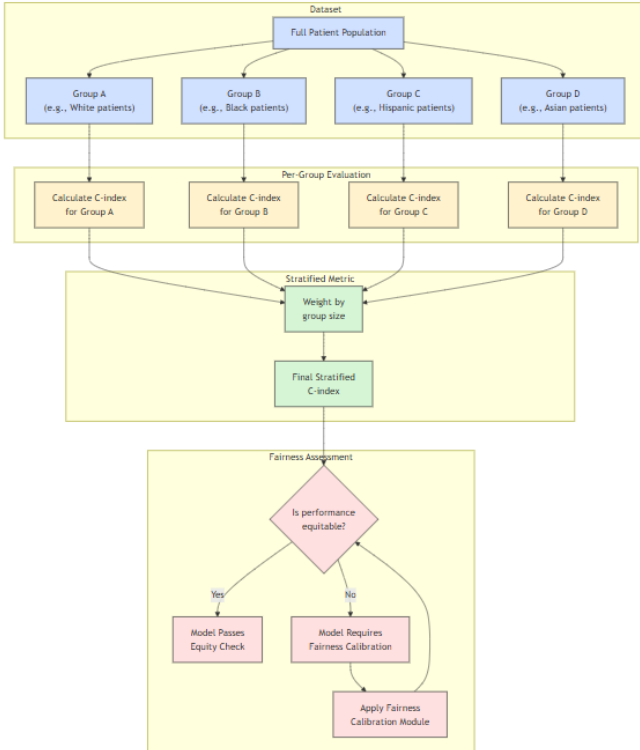 Dataset
Full Patient Population
Group A
(e.g., White patients)
Group B
(e.g., Black patients)
Group C
(e.g., Hispanic patients)
Group D
(e.g., Asian patients)
Per-Group Evaluation
Calculate C-index
for Group A
Calculate C-index
for Group B
Calculate C-index
for Group C
Calculate C-index
for Group D
Stratified Metric
Weight by
group size
Final Stratified
C-index
Fairness Assessment
Is performance
equitable?
Yes
No
Model Passes
Equity Check
Model Requires
Fairness Calibration
Apply Fairness
Calibration Module